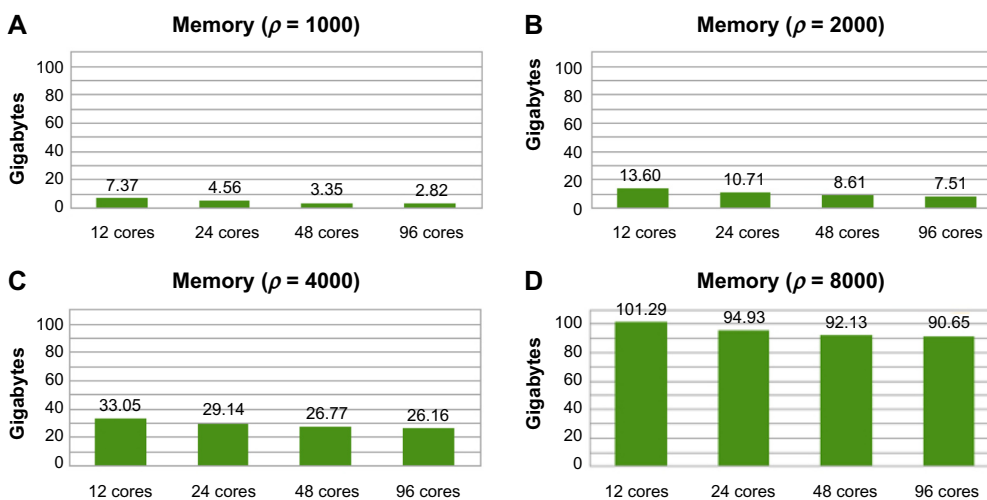 A
Memory (ρ = 1000)
Gigabytes
100
80
60
40
20
0
7.37
4.56
3.35
2.82
12 cores
24 cores
48 cores
96 cores
B
Memory (ρ = 2000)
Gigabytes
100
80
60
40
20
0
13.60
10.71
8.61
7.51
12 cores
24 cores
48 cores
96 cores
C
Memory (ρ = 4000)
Gigabytes
100
80
60
40
20
0
33.05
29.14
26.77
26.16
12 cores
24 cores
48 cores
96 cores
D
Memory (ρ = 8000)
Gigabytes
100
80
60
40
20
0
101.29
94.93
92.13
90.65
12 cores
24 cores
48 cores
96 cores